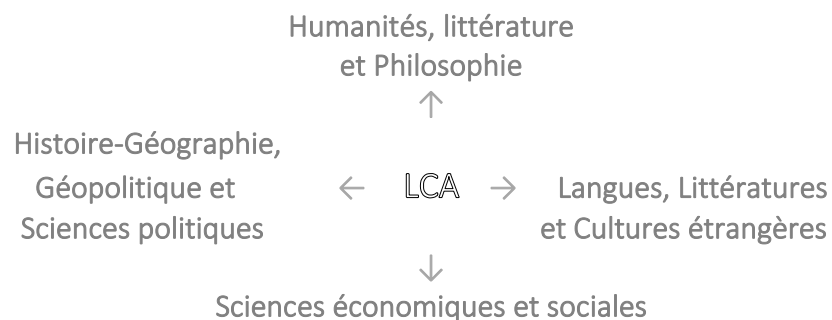 Humanités, littérature
et Philosophie
↑
Histoire-Géographie,
Géopolitique et ← LCA → Langues, Littératures
Sciences politiques et Cultures étrangères
↓
Sciences économiques et sociales